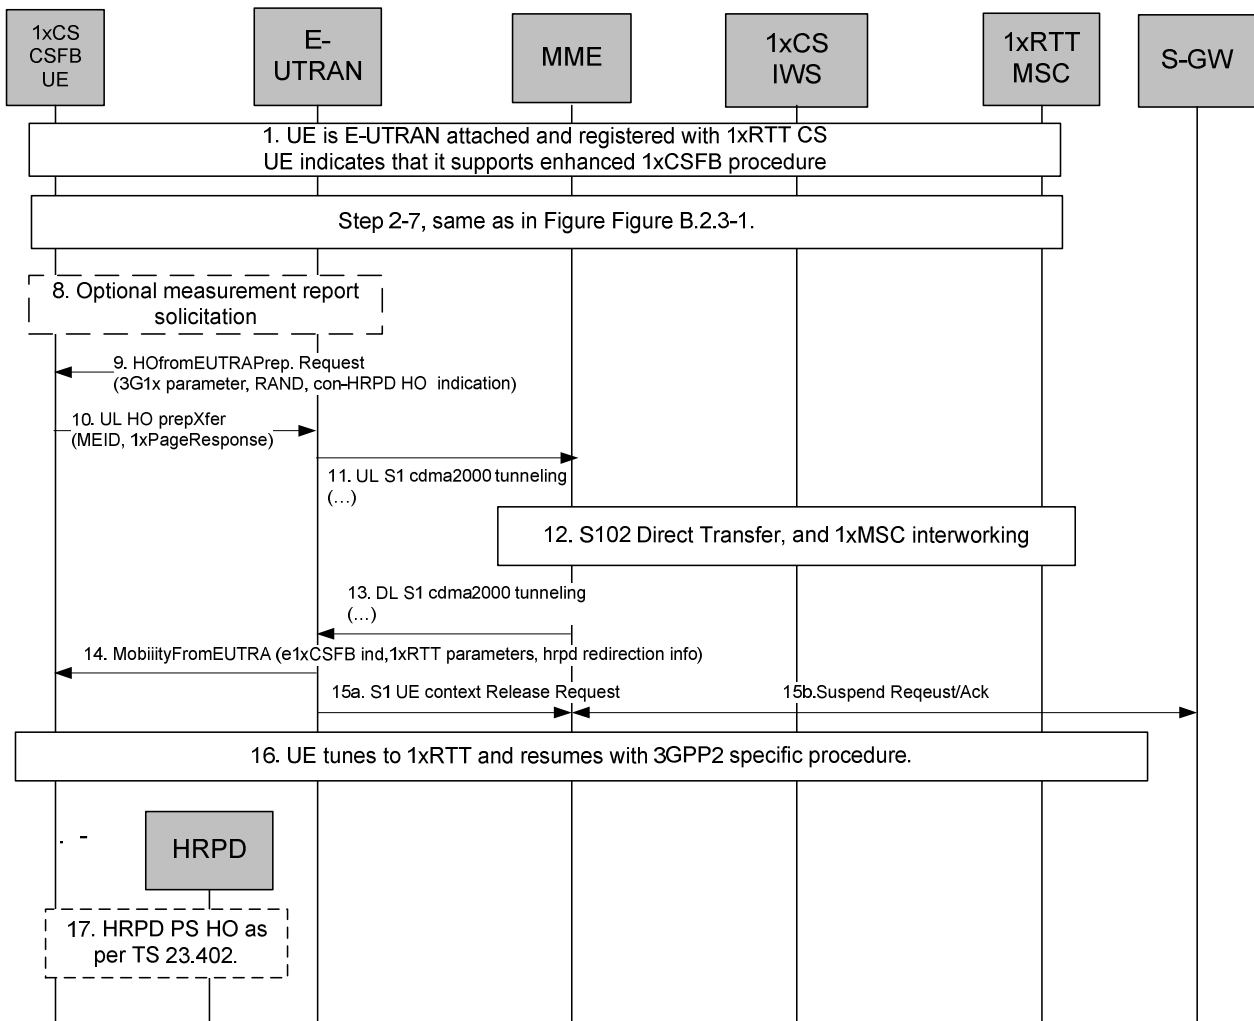 1xCS
CSFB
UE
E-
UTRAN
MME
1xCS
IWS
1xRTT
MSC
S-GW
1. UE is E-UTRAN attached and registered with 1xRTT CS
UE indicates that it supports enhanced 1xCSFB procedure
Step 2-7, same as in Figure Figure B.2.3-1.
8. Optional measurement report
solicitation
9. HOfromEUTRAPrep. Request
(3G1x parameter, RAND, con-HRPD HO indication)
10. UL HO prepXfer
(MEID, 1xPageResponse)
11. UL S1 cdma2000 tunneling
(…)
12. S102 Direct Transfer, and 1xMSC interworking
13. DL S1 cdma2000 tunneling
(…)
14. MobiiityFromEUTRA (e1xCSFB ind,1xRTT parameters, hrpd redirection info)
15a. S1 UE context Release Request
15b.Suspend Reqeust/Ack
16. UE tunes to 1xRTT and resumes with 3GPP2 specific procedure.
HRPD
17. HRPD PS HO as
per TS 23.402.